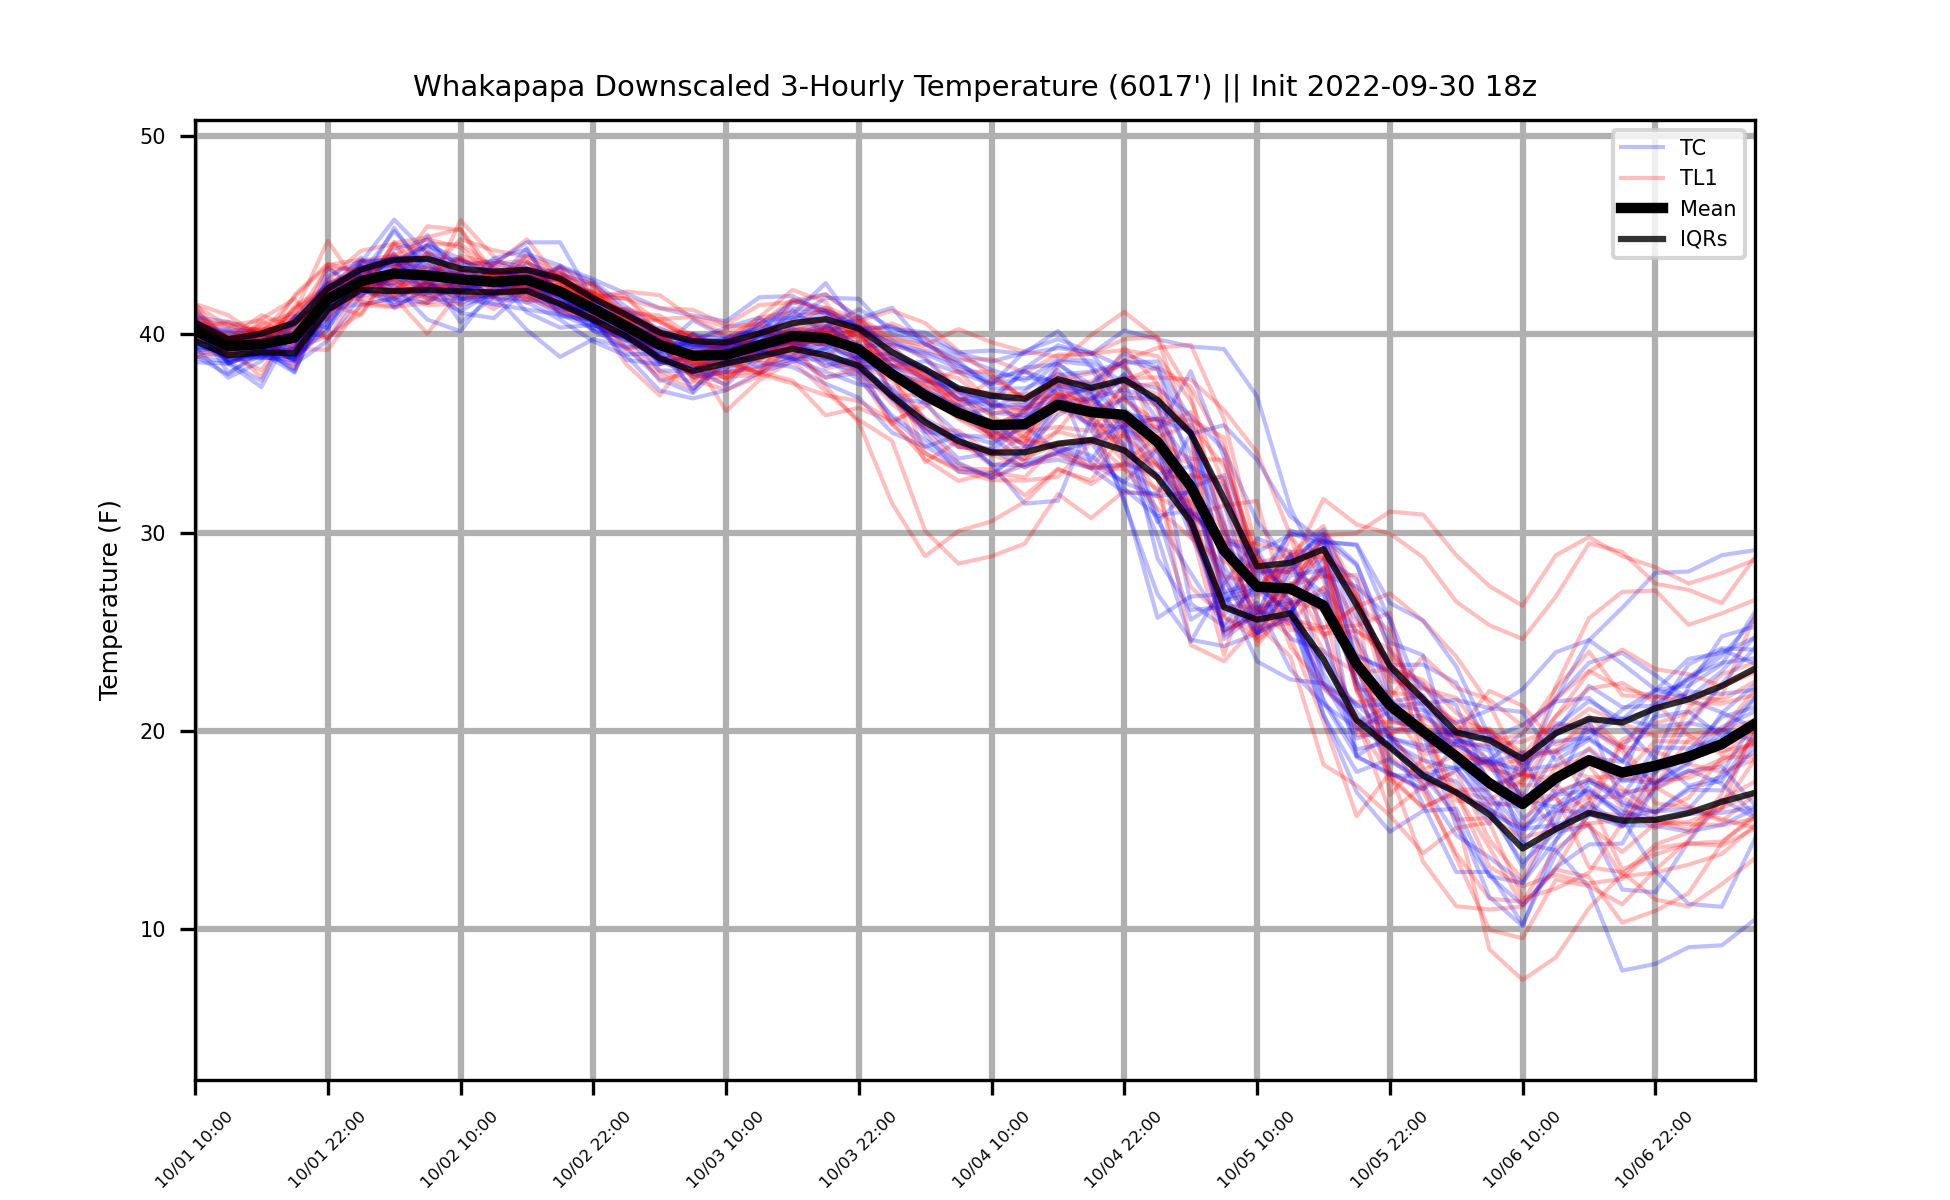 Whakapapa Downscaled 3-Hourly Temperature (6017') || Init 2022-09-30 18z
TC
TL1
Mean
IQRs
Temperature (F)
50
40
30
20
10
10/01 10:00
10/01 22:00
10/02 10:00
10/02 22:00
10/03 10:00
10/03 22:00
10/04 10:00
10/04 22:00
10/05 10:00
10/05 22:00
10/06 10:00
10/06 22:00